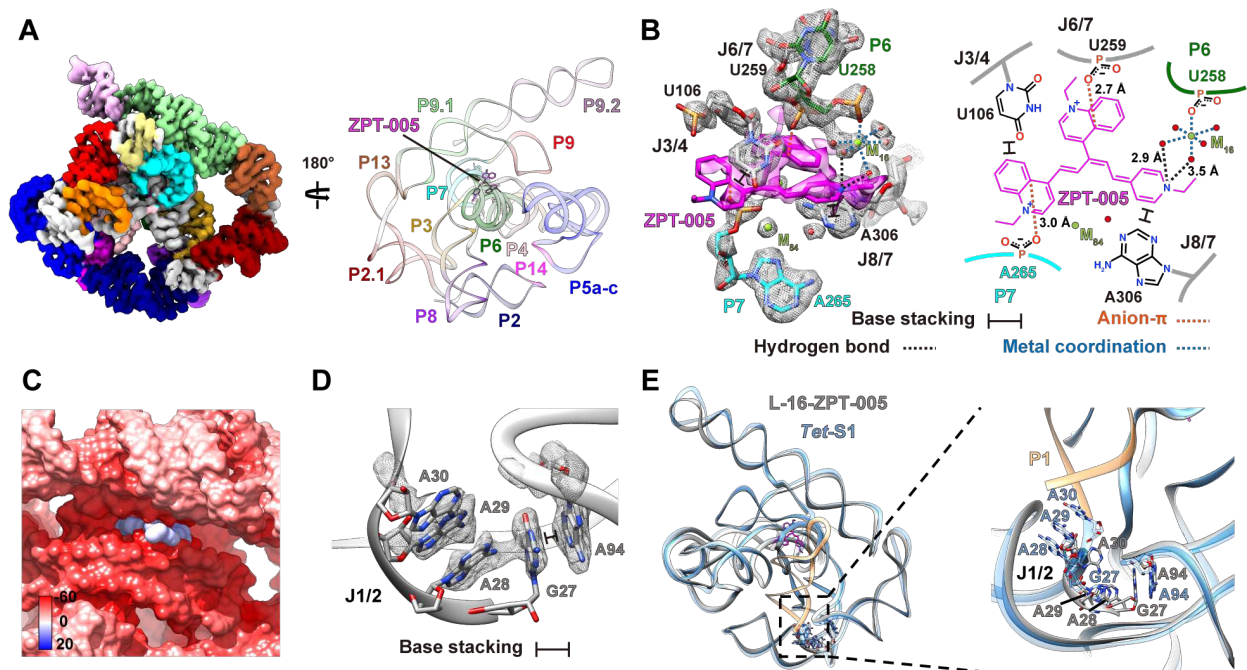 A
180°
ZPT-005
P9.1
P9.2
P9
P13
P7
P3
P6
P4
P14
P2.1
P5a-c
P8
P2
B
J6/7
P6
U259
U258
U106
J3/4
M16
ZPT-005
M84
A306
J8/7
P7
A265
J6/7
U259
P6
J3/4
U258
P
O
O
P
O
O
2.7 Å
N
O
NH
U106
O
N+
M16
2.9 Å
3.5 Å
N
ZPT-005
N+
3.0 Å
M84
O
O
P
A265
P7
N
N
H2N
N
N
N
J8/7
A306
Base stacking
Anion-π
Hydrogen bond
Metal coordination
C
-60
0
20
D
A30
A29
A94
A28
G27
J1/2
Base stacking
E
L-16-ZPT-005
Tet-S1
P1
A30
A29
A30
A28
A94
J1/2
G27
A94
A29
A28
G27